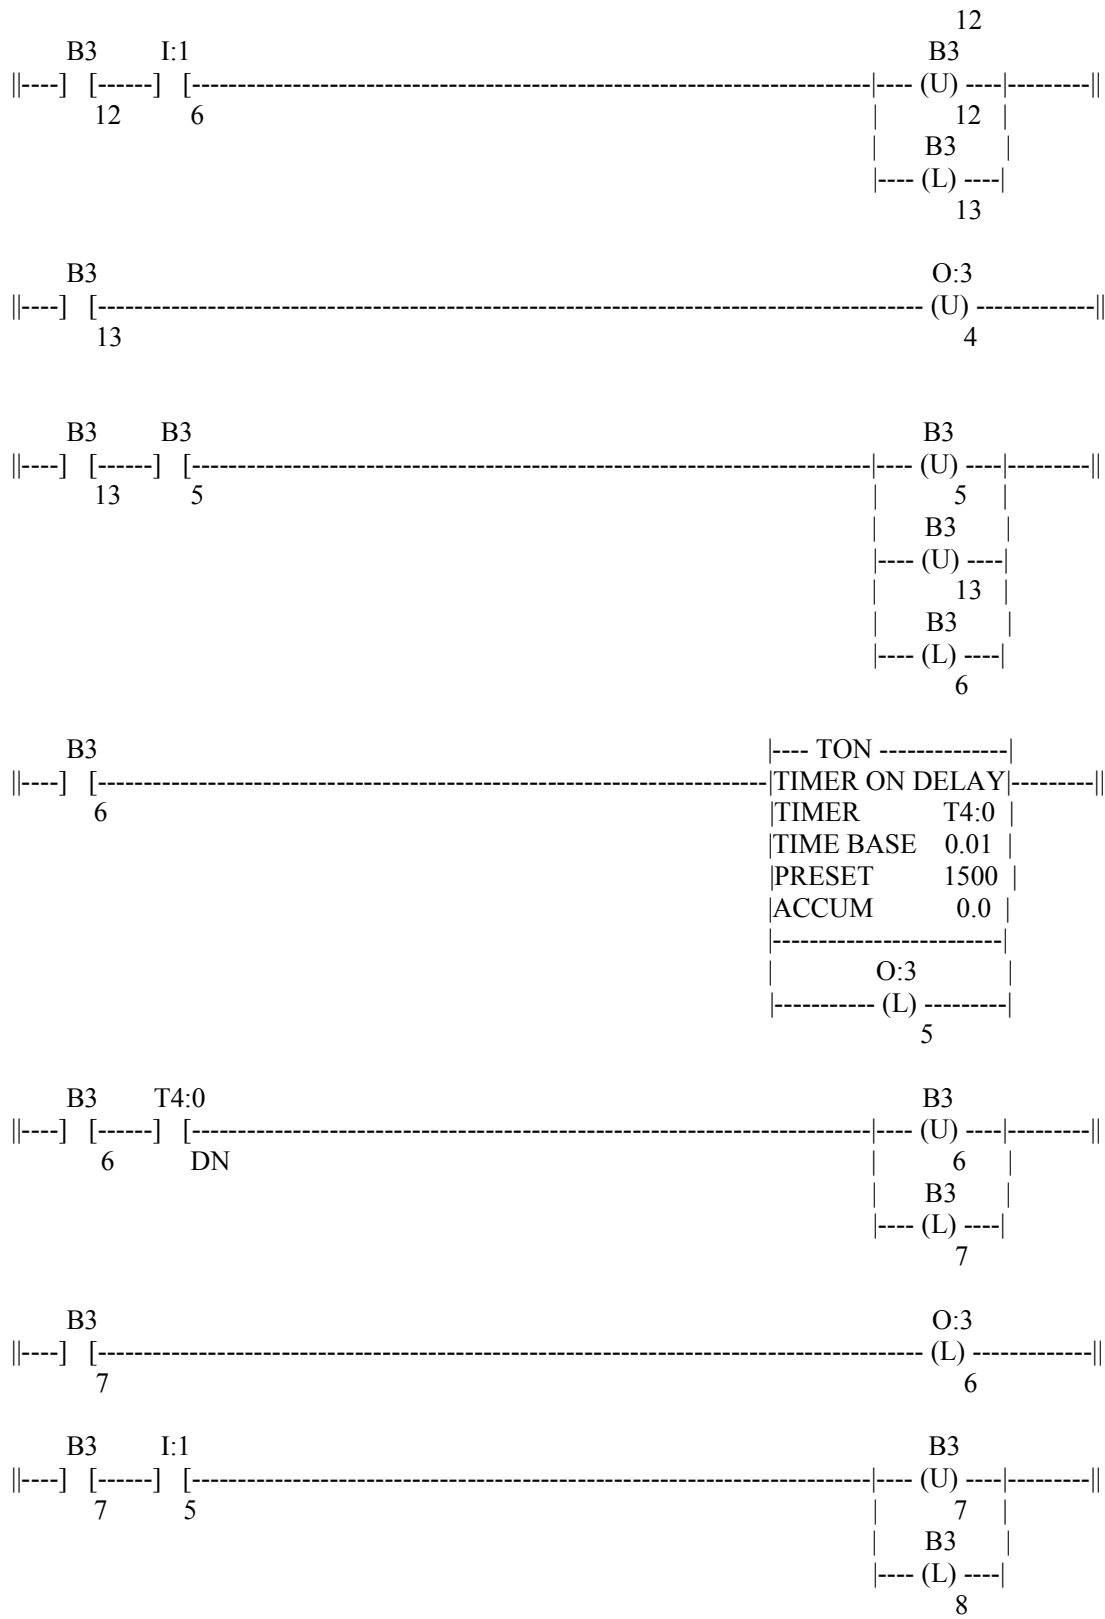 12
B3 I:1 B3
||----] [------] [--------------------------------------------------------------------------|---- (U) ----|---------||
12 6 | 12 |
| B3 |
|---- (L) ----|
13
B3 O:3
||----] [------------------------------------------------------------------------------------------ (U) -------------||
13 4
B3 B3 B3
||----] [------] [--------------------------------------------------------------------------|---- (U) ----|---------||
13 5 | 5 |
| B3 |
|---- (U) ----|
| 13 |
| B3 |
|---- (L) ----|
6
B3 |---- TON --------------|
||----] [-------------------------------------------------------------------------|TIMER ON DELAY|---------||
6 |TIMER T4:0 |
|TIME BASE 0.01 |
|PRESET 1500 |
|ACCUM 0.0 |
|-------------------------|
| O:3 |
|----------- (L) ---------|
5
B3 T4:0 B3
||----] [------] [--------------------------------------------------------------------------|---- (U) ----|---------||
6 DN | 6 |
| B3 |
|---- (L) ----|
7
B3 O:3
||----] [------------------------------------------------------------------------------------------ (L) -------------||
7 6
B3 I:1 B3
||----] [------] [--------------------------------------------------------------------------|---- (U) ----|---------||
7 5 | 7 |
| B3 |
|---- (L) ----|
8